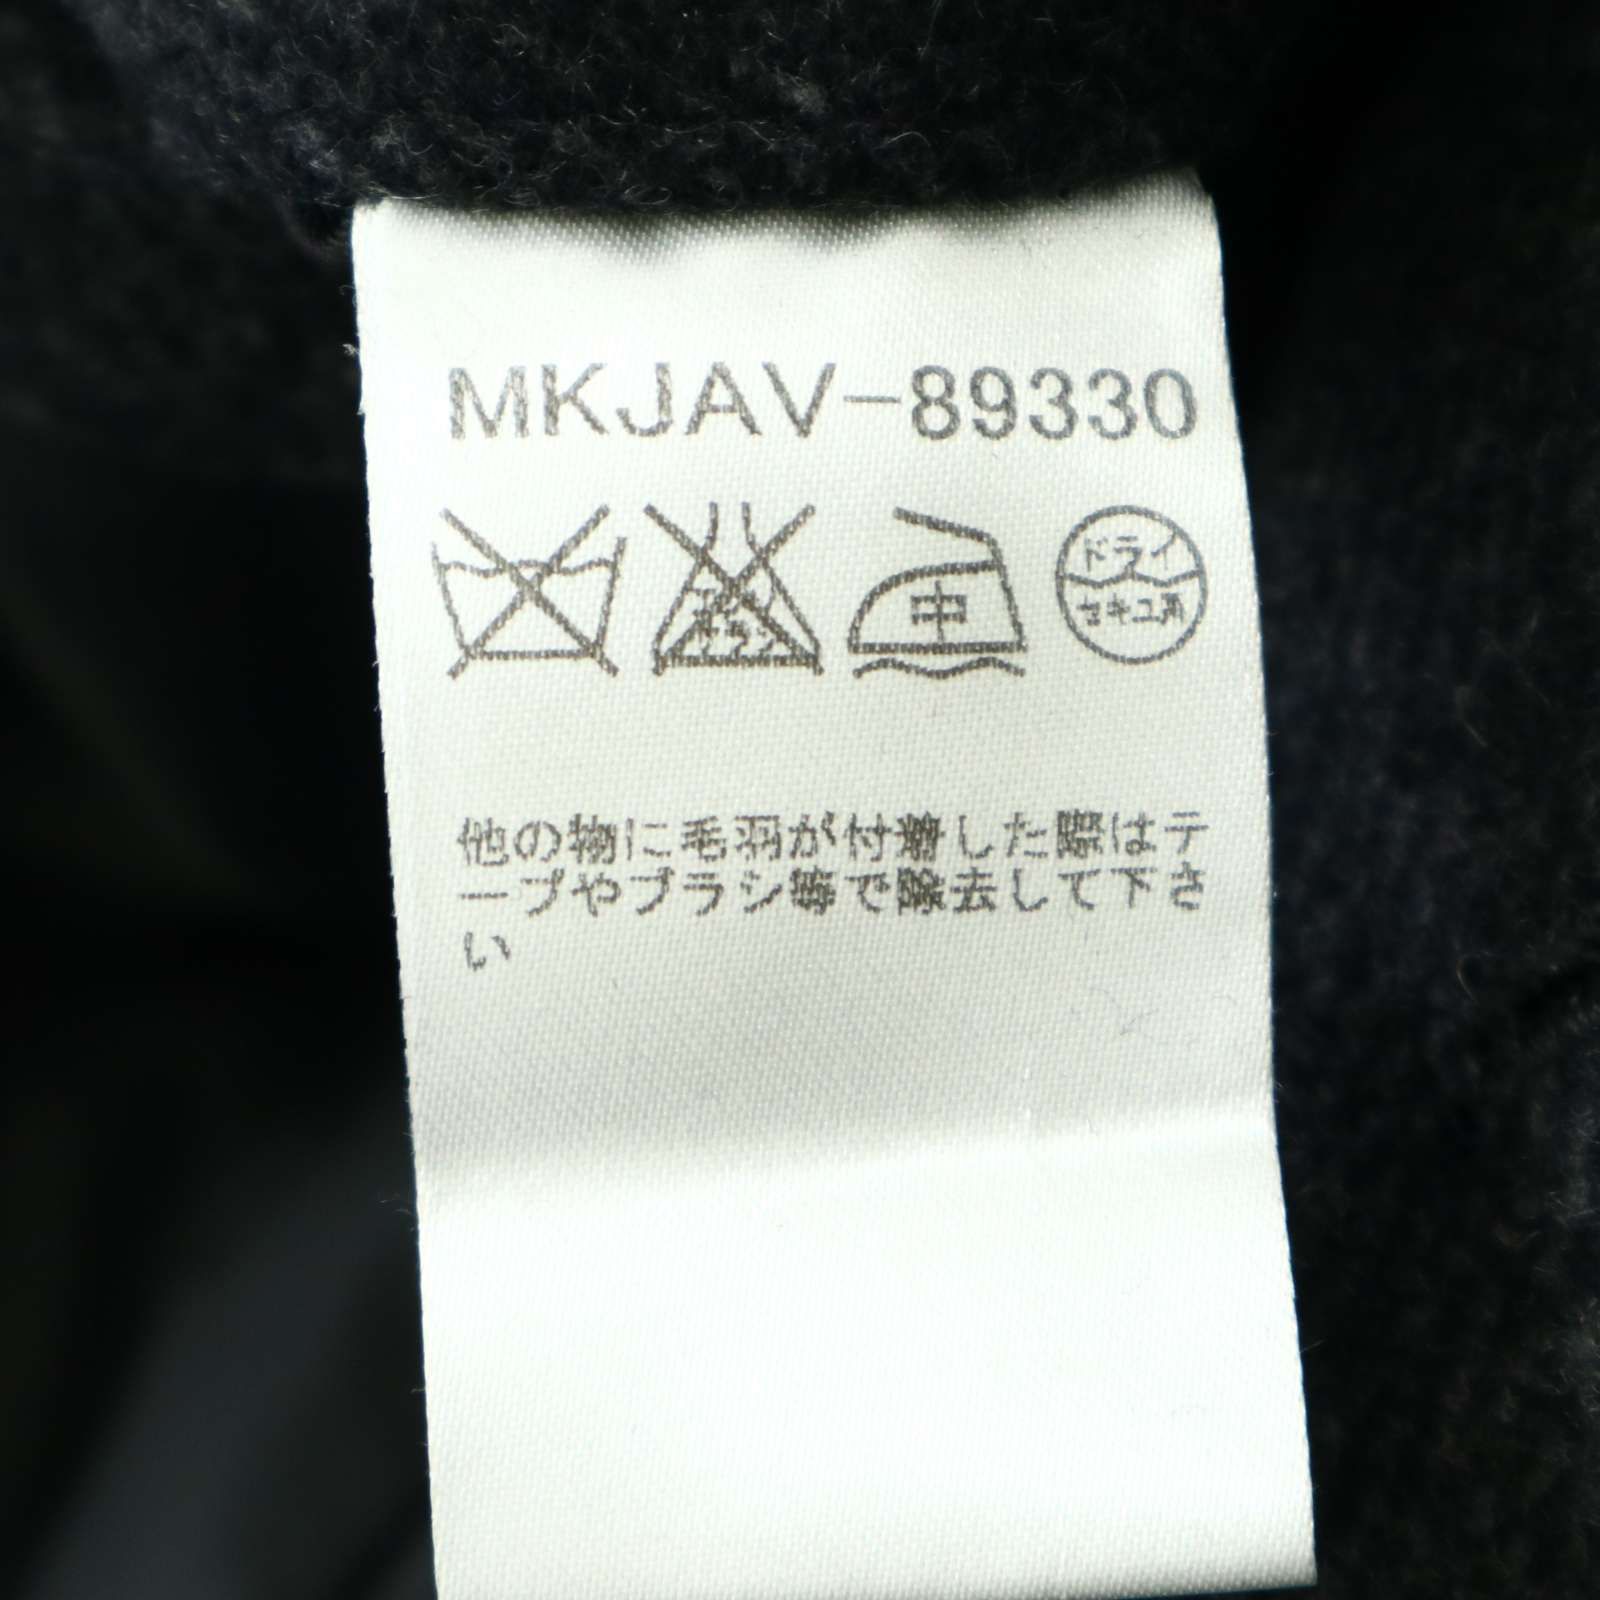 MKJAV-89330
中
ドライ
セキユ系
他の物に毛羽が付着した際はテ
ープやブラシ等で除去して下さ
い